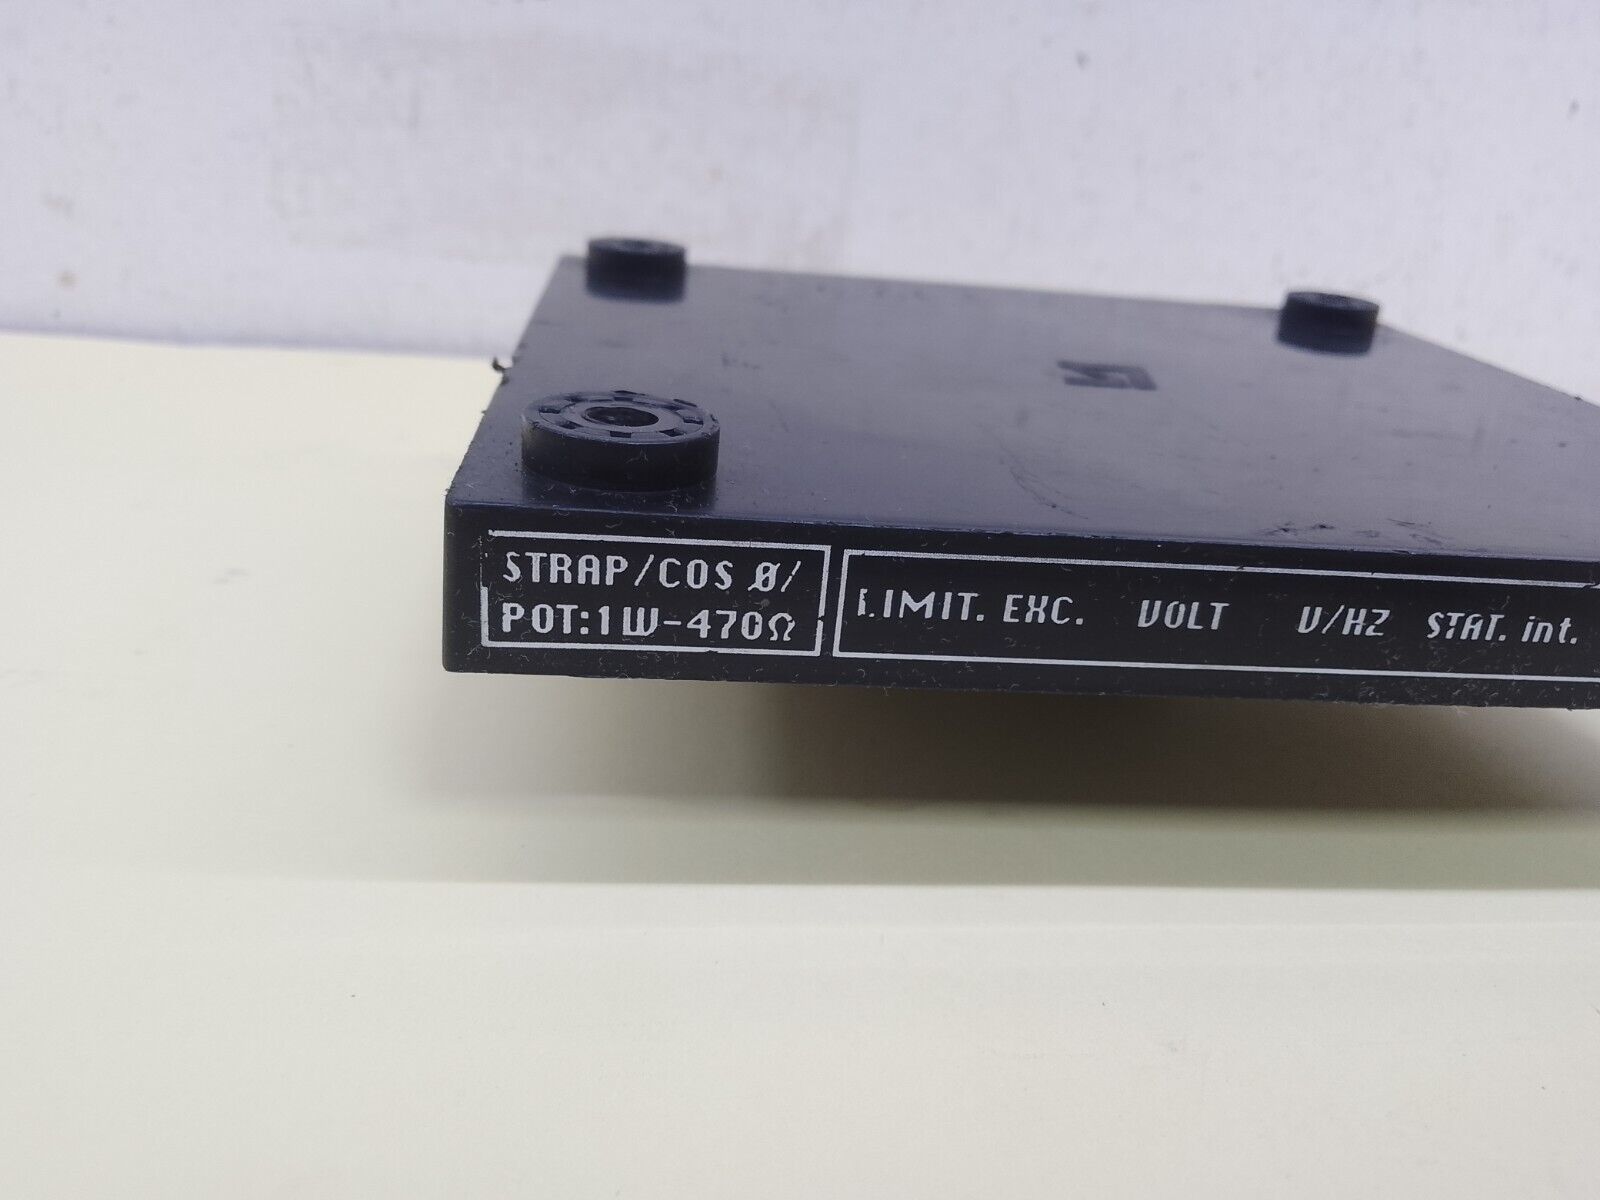 STRAP/COS Ø/
POT:1W-470Ω
LIMIT. EXC. VOLT V/HZ STAT. int.